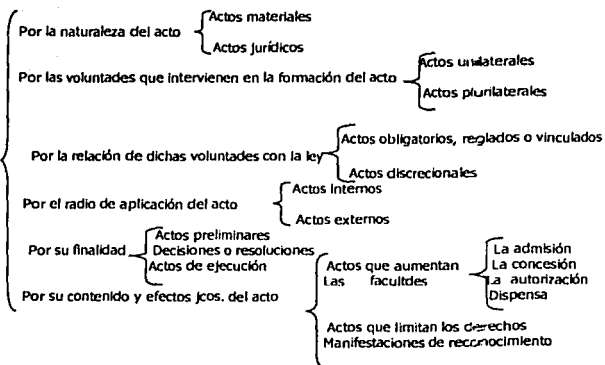 Por la naturaleza del acto
Actos materiales
Actos jurídicos
Por las voluntades que intervienen en la formación del acto
Actos unilaterales
Actos plurilaterales
Por la relación de dichas voluntades con la ley
Actos obligatorios, reglados o vinculados
Actos discrecionales
Por el radio de aplicación del acto
Actos internos
Actos externos
Por su finalidad
Actos preliminares
Decisiones o resoluciones
Actos de ejecución
Por su contenido y efectos jcos. del acto
Actos que aumentan
Las facultdes
La admisión
La concesión
La autorización
Dispensa
Actos que limitan los derechos
Manifestaciones de reconocimiento